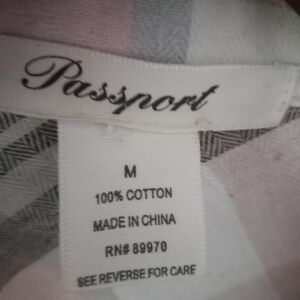 Passport
M
100% COTTON
MADE IN CHINA
RN# 89970
SEE REVERSE FOR CARE